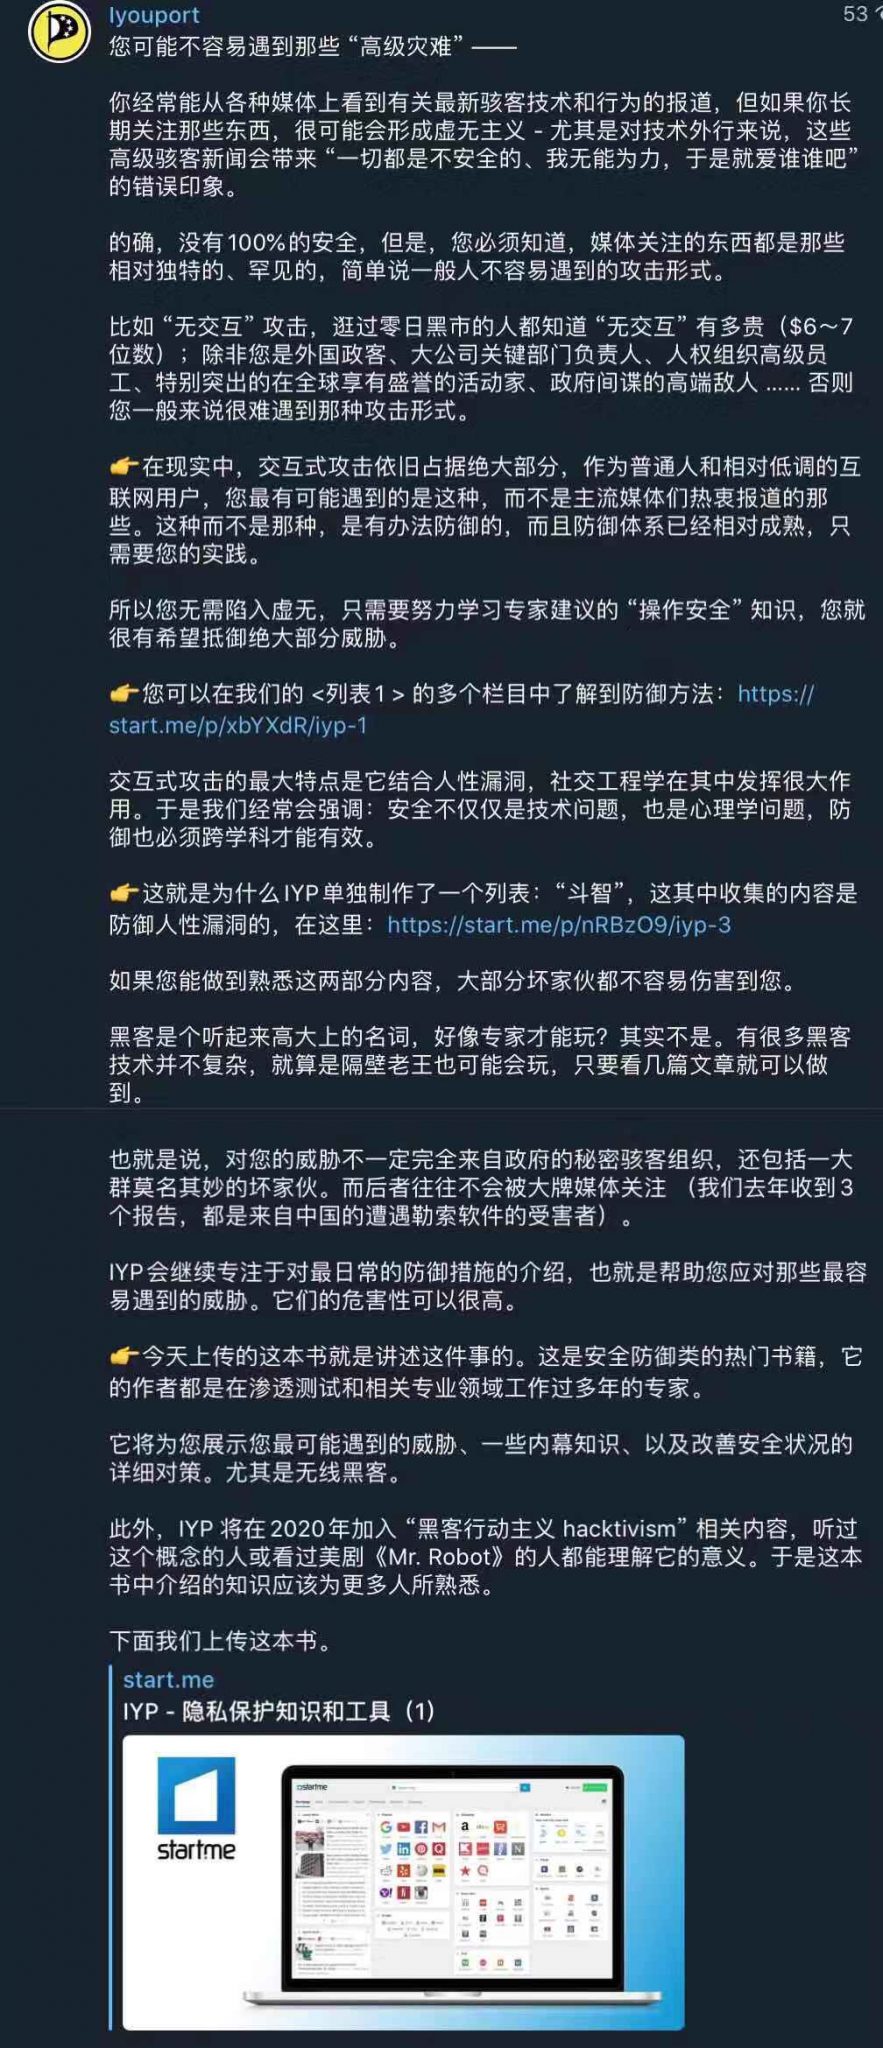 Iyouport
53
您可能不容易遇到那些 “高级灾难” ——
你经常能从各种媒体上看到有关最新骇客技术和行为的报道，但如果你长
期关注那些东西，很可能会形成虚无主义 - 尤其是对技术外行来说，这些
高级骇客新闻会带来 “一切都是不安全的、我无能为力，于是就爱谁谁吧”
的错误印象。
的确，没有100%的安全，但是，您必须知道，媒体关注的东西都是那些
相对独特的、罕见的，简单说一般人不容易遇到的攻击形式。
比如 “无交互” 攻击，逛过零日黑市的人都知道 “无交互” 有多贵（$6～7
位数）；除非您是外国政客、大公司关键部门负责人、人权组织高级员
工、特别突出的在全球享有盛誉的活动家、政府间谍的高端敌人 …… 否则
您一般来说很难遇到那种攻击形式。
👉在现实中，交互式攻击依旧占据绝大部分，作为普通人和相对低调的互
联网用户，您最有可能遇到的是这种，而不是主流媒体们热衷报道的那
些。这种而不是那种，是有办法防御的，而且防御体系已经相对成熟，只
需要您的实践。
所以您无需陷入虚无，只需要努力学习专家建议的 “操作安全” 知识，您就
很有希望抵御绝大部分威胁。
👉您可以在我们的 <列表1 > 的多个栏目中了解到防御方法：https://
start.me/p/xbYXdR/iyp-1
交互式攻击的最大特点是它结合人性漏洞，社交工程学在其中发挥很大作
用。于是我们经常会强调：安全不仅仅是技术问题，也是心理学问题，防
御也必须跨学科才能有效。
👉这就是为什么IYP单独制作了一个列表：“斗智”，这其中收集的内容是
防御人性漏洞的，在这里：https://start.me/p/nRBzO9/iyp-3
如果您能做到熟悉这两部分内容，大部分坏家伙都不容易伤害到您。
黑客是个听起来高大上的名词，好像专家才能玩？其实不是。有很多黑客
技术并不复杂，就算是隔壁老王也可能会玩，只要看几篇文章就可以做
到。
也就是说，对您的威胁不一定完全来自政府的秘密骇客组织，还包括一大
群莫名其妙的坏家伙。而后者往往不会被大牌媒体关注 （我们去年收到3
个报告，都是来自中国的遭遇勒索软件的受害者）。
IYP会继续专注于对最日常的防御措施的介绍，也就是帮助您应对那些最容
易遇到的威胁。它们的危害性可以很高。
👉今天上传的这本书就是讲述这件事的。这是安全防御类的热门书籍，它
的作者都是在渗透测试和相关专业领域工作过多年的专家。
它将为您展示您最可能遇到的威胁、一些内幕知识、以及改善安全状况的
详细对策。尤其是无线黑客。
此外，IYP 将在2020年加入 “黑客行动主义 hacktivism” 相关内容，听过
这个概念的人或看过美剧《Mr. Robot》的人都能理解它的意义。于是这本
书中介绍的知识应该为更多人所熟悉。
下面我们上传这本书。
start.me
IYP - 隐私保护知识和工具（1）
startme
startme